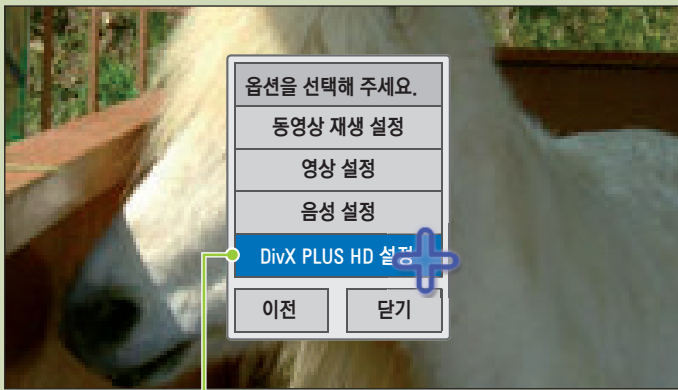 옵션을 선택해 주세요.
동영상 재생 설정
영상 설정
음성 설정
DivX PLUS HD 설정
이전
닫기